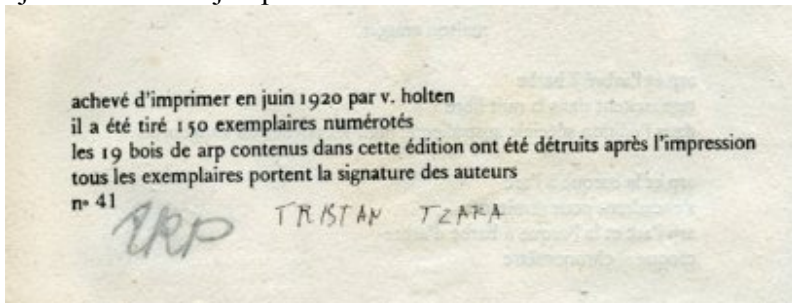 achevé d'imprimer en juin 1920 par v. holten
il a été tiré 150 exemplaires numérotés
les 19 bois de arp contenus dans cette édition ont été détruits après l'impression
tous les exemplaires portent la signature des auteurs
nº 41
ARP TRISTAN TZARA